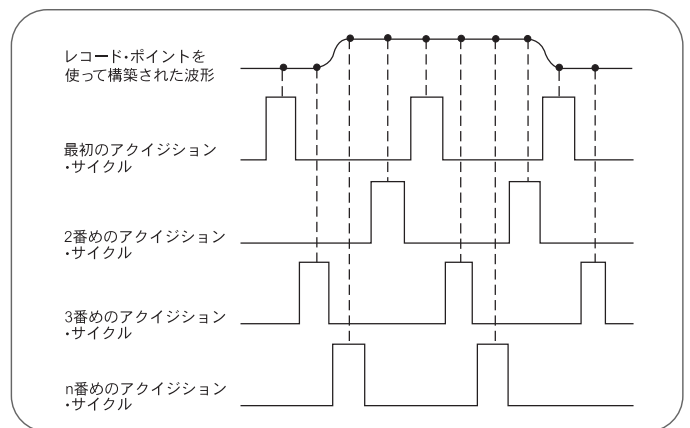 レコード・ポイントを
使って構築された波形
最初のアクイジション
・サイクル
2番めのアクイジション
・サイクル
3番めのアクイジション
・サイクル
n番めのアクイジション
・サイクル